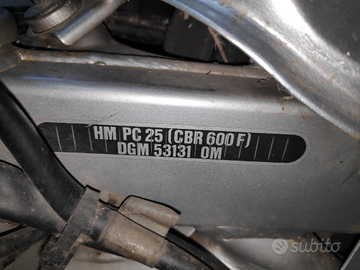 HM PC 25 (CBR 600 F)
DGM 53131 OM
subito